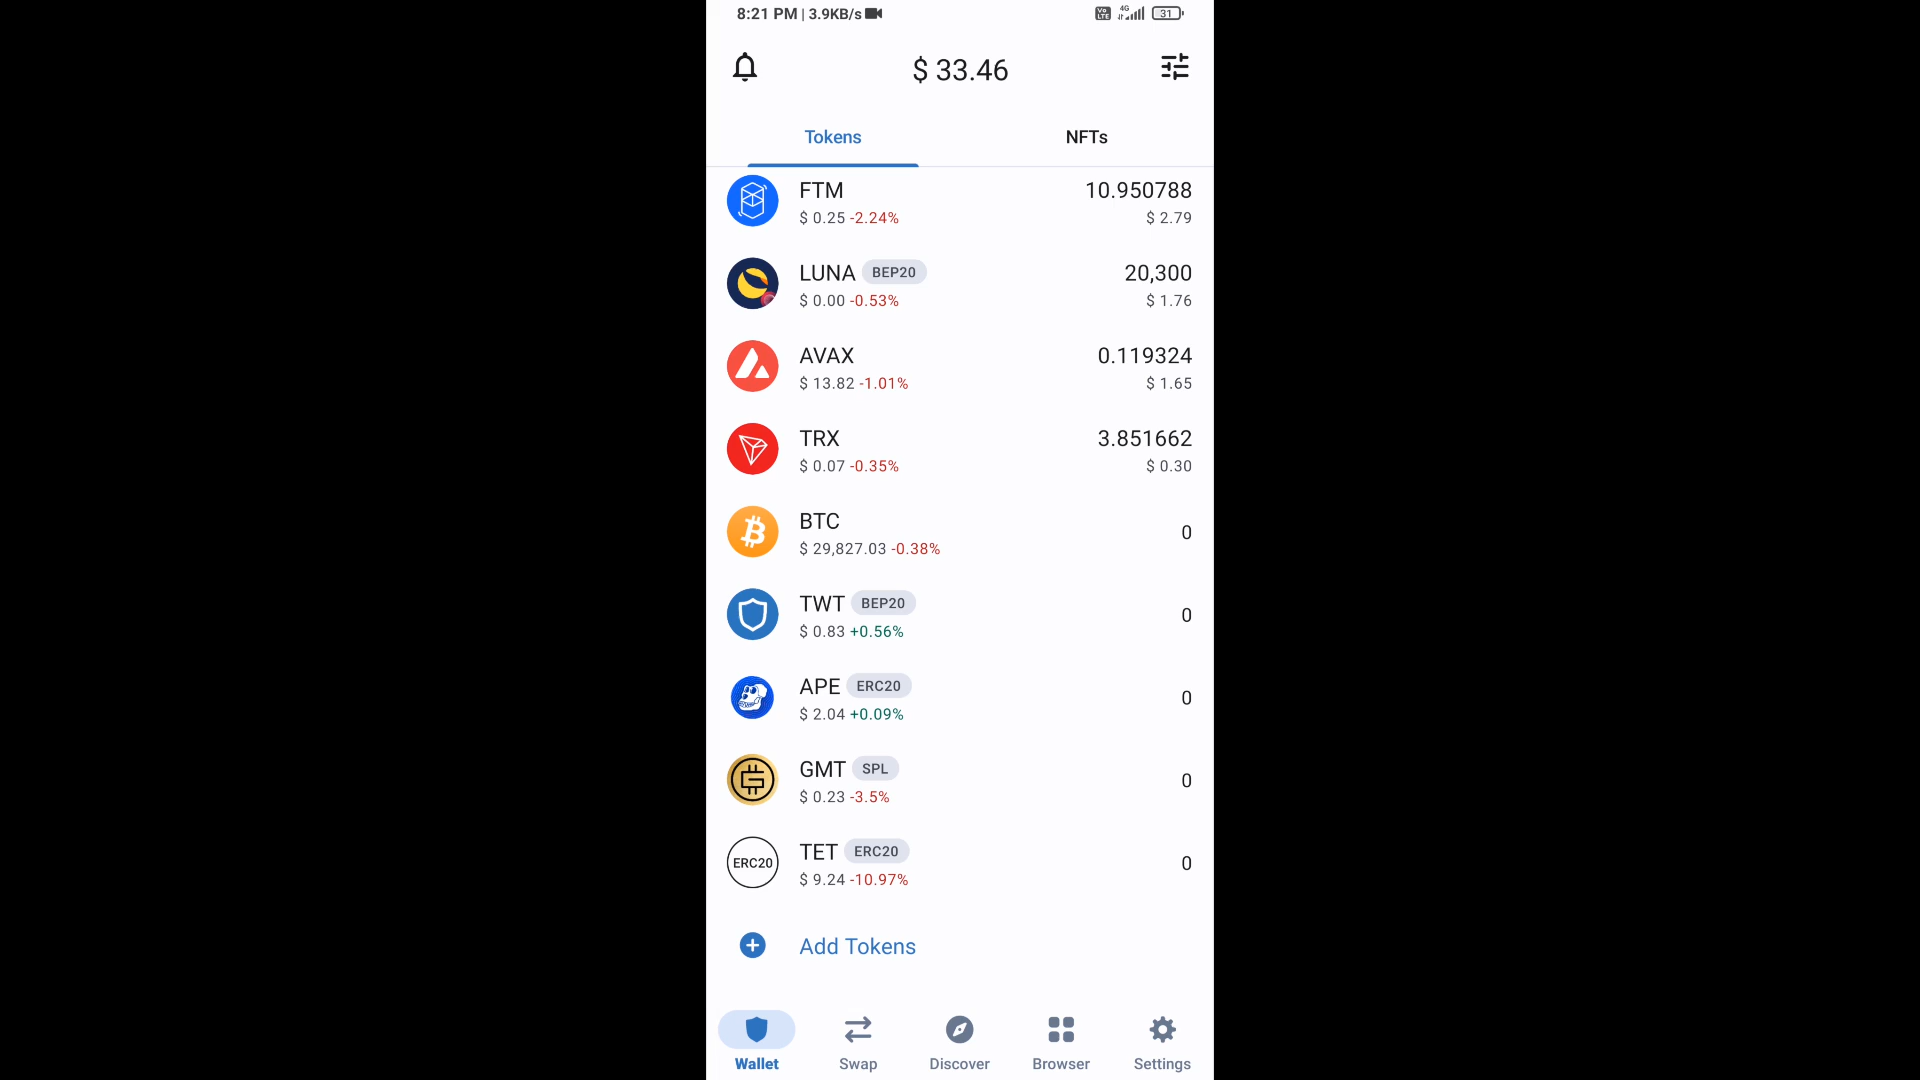 8:21 PM | 3.9KB/s
Vo LTE 4G 31
$ 33.46
Tokens NFTs
FTM 10.950788
$ 0.25 -2.24% $ 2.79
LUNA BEP20 20,300
$ 0.00 -0.53% $ 1.76
AVAX 0.119324
$ 13.82 -1.01% $ 1.65
TRX 3.851662
$ 0.07 -0.35% $ 0.30
BTC 0
$ 29,827.03 -0.38%
TWT BEP20 0
$ 0.83 +0.56%
APE ERC20 0
$ 2.04 +0.09%
GMT SPL 0
$ 0.23 -3.5%
ERC20 TET ERC20 0
$ 9.24 -10.97%
Add Tokens
Wallet Swap Discover Browser Settings